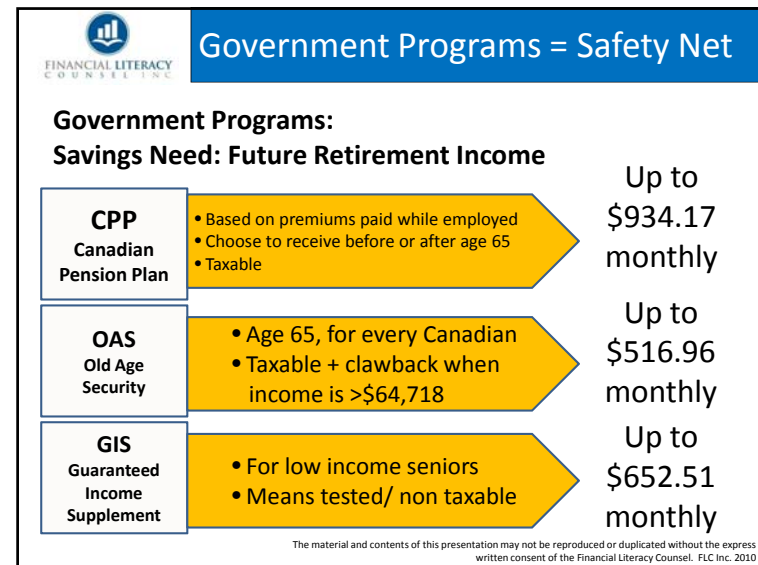 FINANCIAL LITERACY
COUNSEL INC
Government Programs = Safety Net
Government Programs:
Savings Need: Future Retirement Income
CPP
Canadian
Pension Plan
• Based on premiums paid while employed
• Choose to receive before or after age 65
• Taxable
Up to
$934.17
monthly
OAS
Old Age
Security
• Age 65, for every Canadian
• Taxable + clawback when
income is >$64,718
Up to
$516.96
monthly
GIS
Guaranteed
Income
Supplement
• For low income seniors
• Means tested/ non taxable
Up to
$652.51
monthly
The material and contents of this presentation may not be reproduced or duplicated without the express
written consent of the Financial Literacy Counsel. FLC Inc. 2010